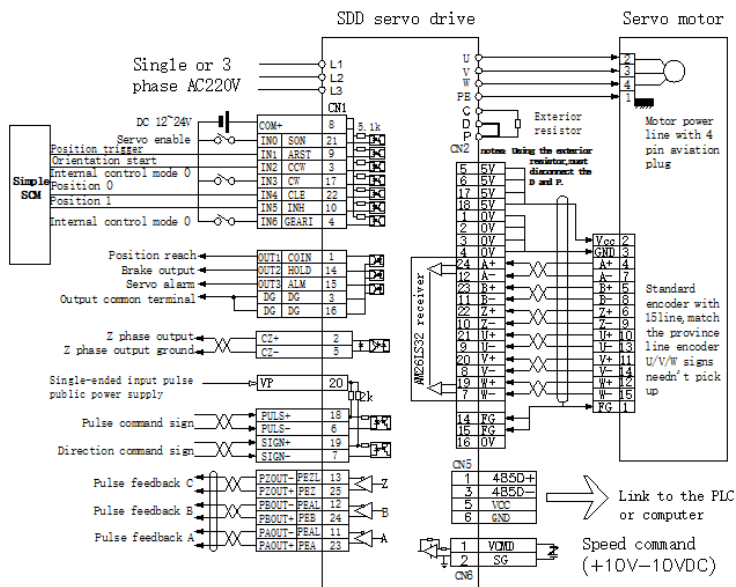 SDD servo drive
Servo motor
Single or 3
phase AC220V
L1
L2
L3
U
V
W
PE
C
D
P
2
3
4
1
Exterior
resistor
Motor power
line with 4
pin aviation
plug
notes: Using the exterior
resistor,must
disconnect the
D and P.
CN1
DC 12~24V
COM+ 8
5.1k
Servo enable
IN0 SON 21
Position trigger
IN1 ARST 9
Orientation start
IN2 CCW 3
Internal control mode 0
IN3 CW 17
Position 0
IN4 CLE 22
Position 1
IN5 INH 10
Internal control mode 0
IN6 GEARI 4
Simple
SCM
Position reach
OUT1 COIN 1
Brake output
OUT2 HOLD 14
Servo alarm
OUT3 ALM 15
Output common terminal
DG DG 3
DG DG 16
Z phase output
CZ+ 2
Z phase output ground
CZ- 5
Single-ended input pulse
public power supply
VP 20
2k
Pulse command sign
PULS+ 18
PULS- 6
Direction command sign
SIGN+ 19
SIGN- 7
Pulse feedback C
PZOUT- PEZL 13
PZOUT+ PEZ 25
Z
Pulse feedback B
PBOUT- PEAL 12
PBOUT+ PEB 24
B
Pulse feedback A
PAOUT- PEAL 11
PAOUT+ PEA 23
A
CN2
5 5V
6 5V
17 5V
18 5V
1 0V
2 0V
3 0V
4 0V
24 A+
12 A-
23 B+
11 B-
22 Z+
10 Z-
21 U+
9 U-
20 V+
8 V-
19 W+
7 W-
14 FG
15 FG
16 0V
AM26LS32 receiver
Vcc 2
GND 3
A+ 4
A- 7
B+ 5
B- 8
Z+ 6
Z- 9
U+ 10
U- 13
V+ 11
V- 14
W+ 12
W- 15
FG 1
Standard
encoder with
15line,match
the province
line encoder
U/V/W signs
needn't pick
up
CN5
1 485D+
3 485D-
5 VCC
6 GND
Link to the PLC
or computer
1 VCMD
2 SG
CN6
Speed command
(+10V-10VDC)